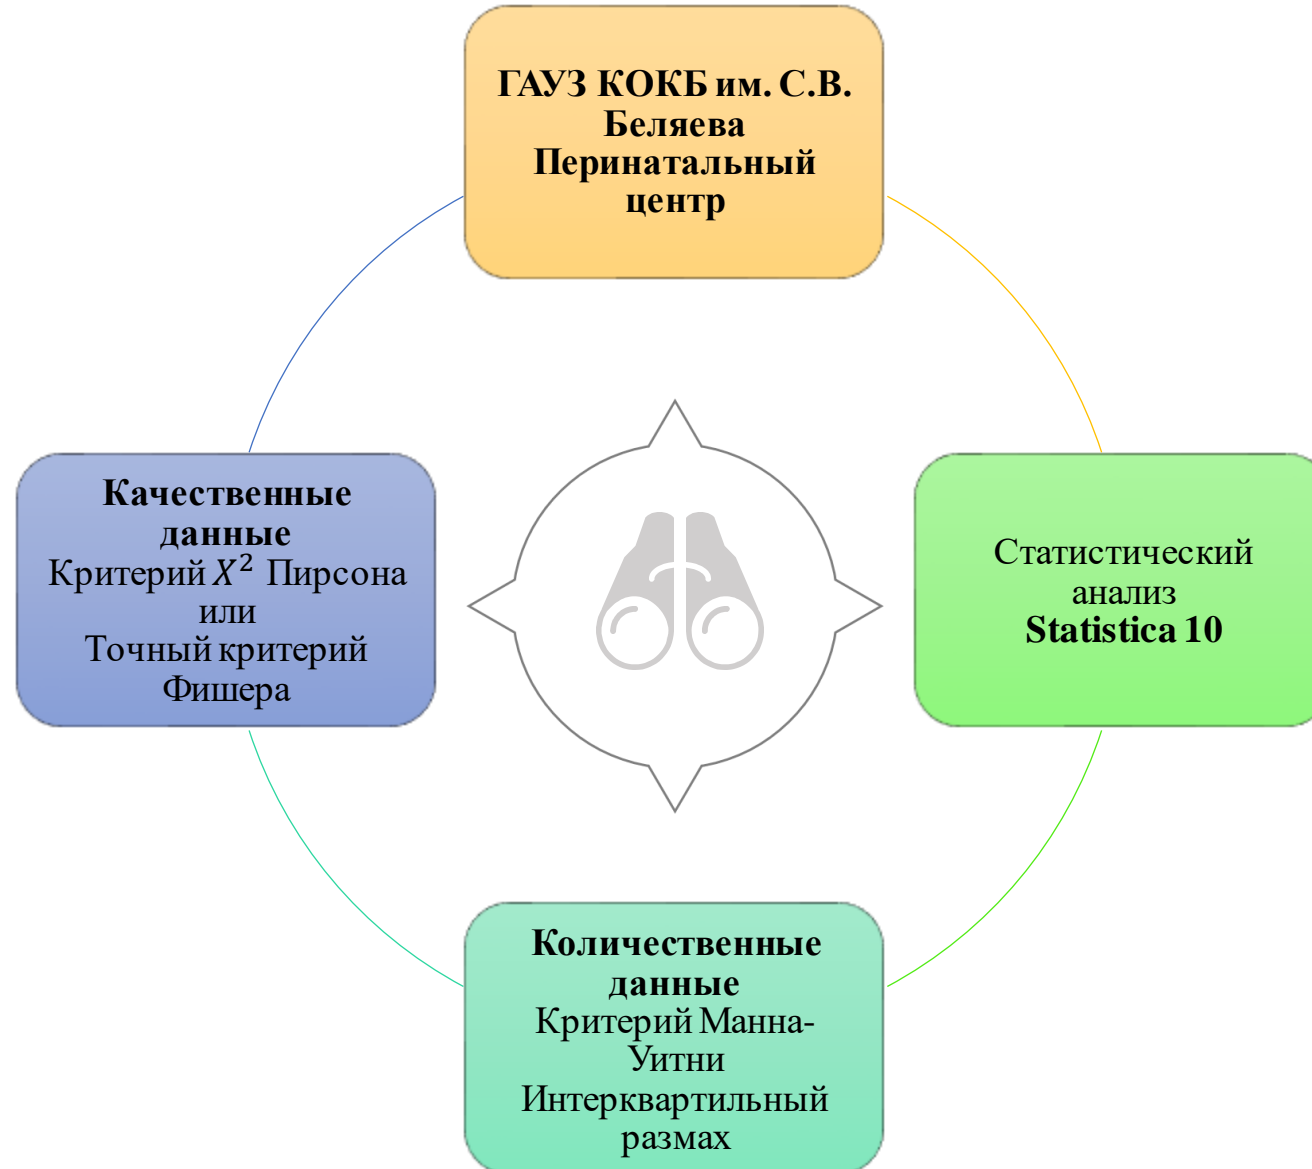 ГАУЗ КОКБ им. С.В.
Беляева
Перинатальный
центр
Качественные
данные
Критерий X² Пирсона
или
Точный критерий
Фишера
Статистический
анализ
Statistica 10
Количественные
данные
Критерий Манна-
Уитни
Интерквартильный
размах